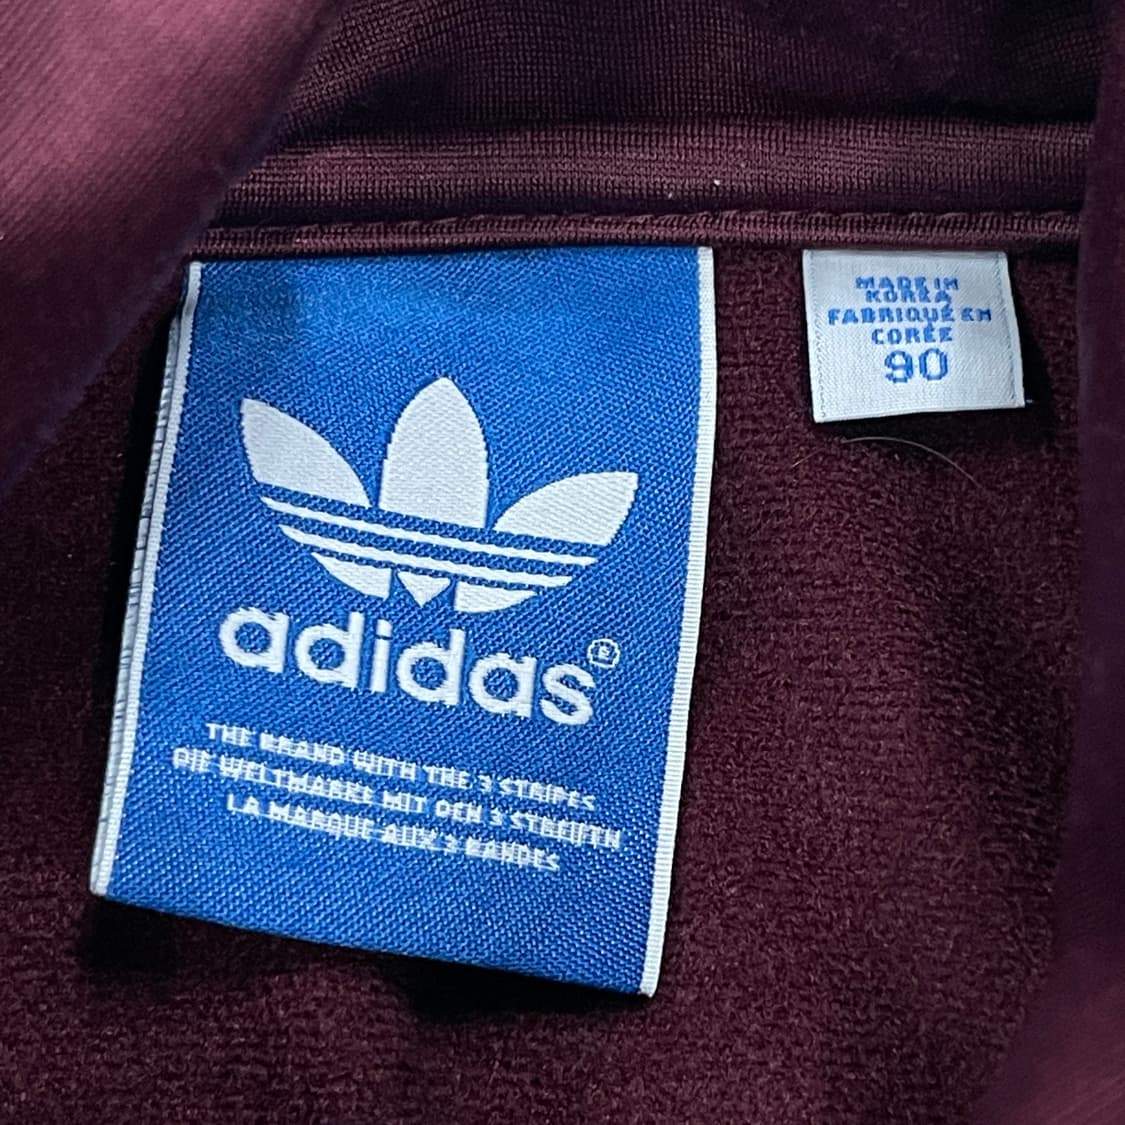 adidas®
THE BRAND WITH THE 3 STRIPES
DIE WELTMARKE MIT DEN 3 STREIFEN
LA MARQUE AUX 3 BANDES
MADE IN
KOREA
FABRIQUÉ EN
CORÉE
90